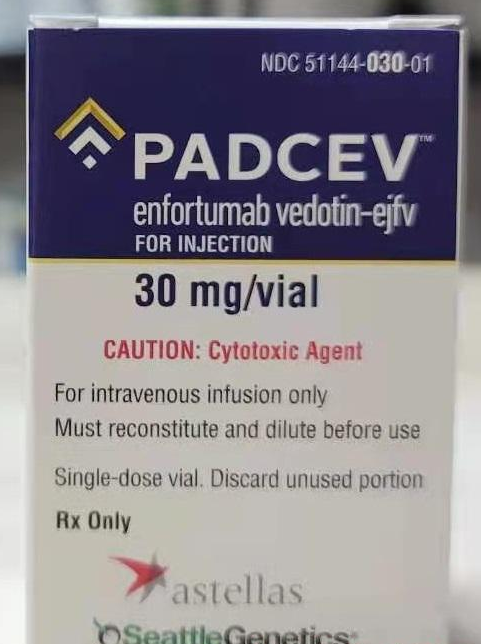 NDC 51144-030-01
PADCEV™
enfortumab vedotin-ejfv
FOR INJECTION
30 mg/vial
CAUTION: Cytotoxic Agent
For intravenous infusion only
Must reconstitute and dilute before use
Single-dose vial. Discard unused portion
Rx Only
astellas
SeattleGenetics®